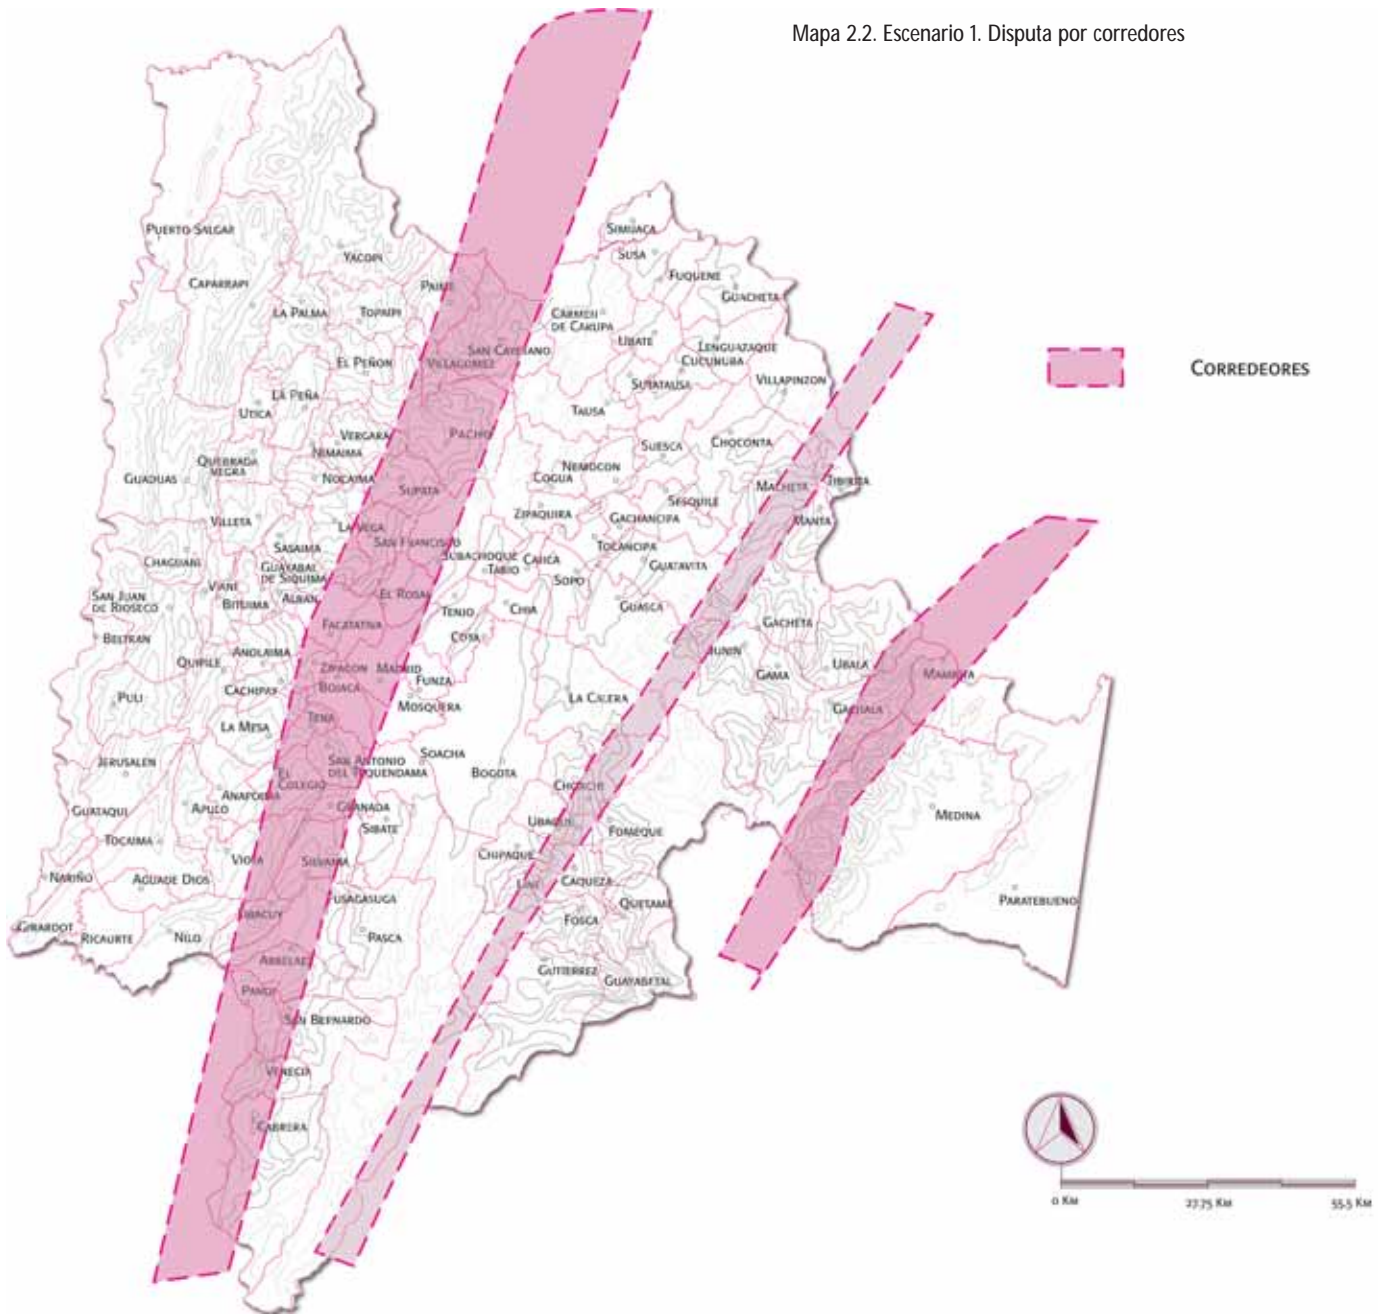 Mapa 2.2. Escenario 1. Disputa por corredores
SIMIJACA
PUERTO SALGAR
SUSA
YACOPI
FUQUENE
CAPARRAPI
PAIME
GUACHETA
LA PALMA
TOPAIPI
CARMEN
DE CARUPA
UBATE
LENGUAZAQUE
SAN CAYETANO
CUCUNUBA
EL PEÑON
VILLAGOMEZ
CORREDEORES
SUTATAUSA
VILLAPINZON
LA PEÑA
TAUSA
UTICA
VERGARA
PACHO
SUESCA
CHOCONTA
NIMAIMA
QUEBRADA
NEGRA
NEMOCON
GUADUAS
NOCAIMA
COGUA
SUPATA
MACHETA
TIBIRITA
SESQUILE
ZIPAQUIRA
VILLETA
GACHANCIPA
MANTA
LA VEGA
SASAIMA
SAN FRANCISCO
TOCANCIPA
SUBACHOQUE
CHAGUANI
CAJICA
GUAYABAL
DE SIQUIMA
TABIO
GUATAVITA
SOPO
VIANI
SAN JUAN
DE RIOSECO
ALBAN
EL ROSAL
BITUIMA
TENJO
CHIA
GUASCA
FACATATIVA
GACHETA
BELTRAN
COTA
ANOLAIMA
JUNIN
QUIPILE
ZIPACON
MADRID
UBALA
GAMA
MAMBITA
FUNZA
CACHIPAY
BOJACA
PULI
LA CALERA
MOSQUERA
GACHALA
TENA
LA MESA
SOACHA
JERUSALEN
SAN ANTONIO
DEL TEQUENDAMA
BOGOTA
EL
COLEGIO
CHOACHI
ANAPOIMA
GUATAQUI
APULO
GRANADA
MEDINA
SIBATE
UBAQUE
FOMEQUE
TOCAIMA
CHIPAQUE
VIOTA
SILVANIA
NARIÑO
AGUA DE DIOS
UNE
CAQUEZA
FUSAGASUGA
PARATEBUENO
QUETAME
TIBACUY
FOSCA
GIRARDOT
RICAURTE
NILO
PASCA
ARBELAEZ
GUTIERREZ
GUAYABETAL
PANDI
SAN BERNARDO
VENECIA
CABRERA
0 KM
27.75 KM
55.5 KM